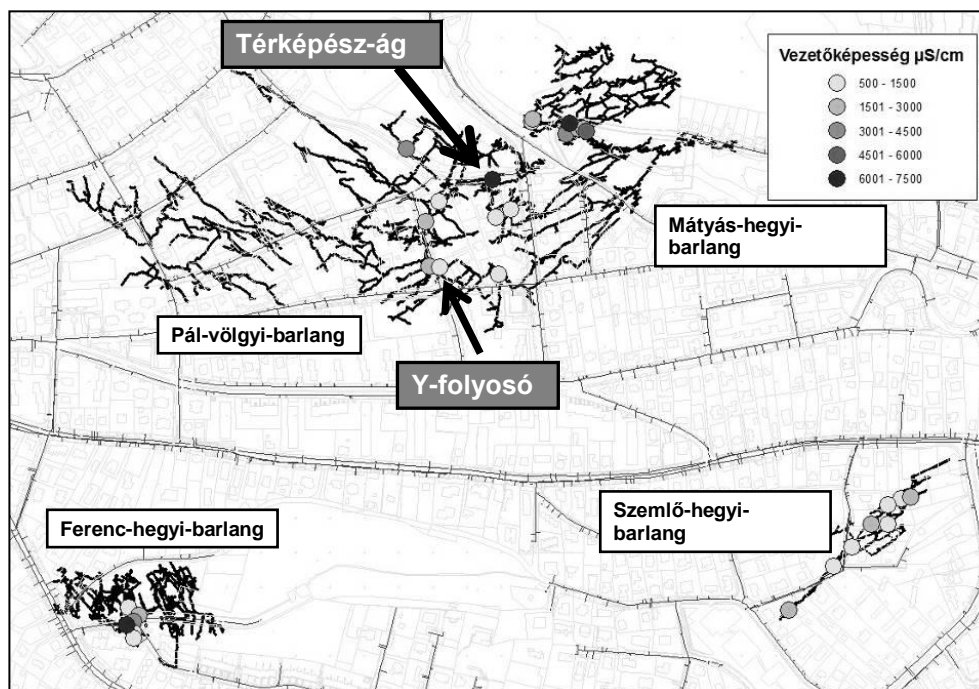 Térképész-ág
Vezetőképesség µS/cm
500 - 1500
1501 - 3000
3001 - 4500
4501 - 6000
6001 - 7500
Mátyás-hegyi-
barlang
Pál-völgyi-barlang
Y-folyosó
Ferenc-hegyi-barlang
Szemlő-hegyi-
barlang